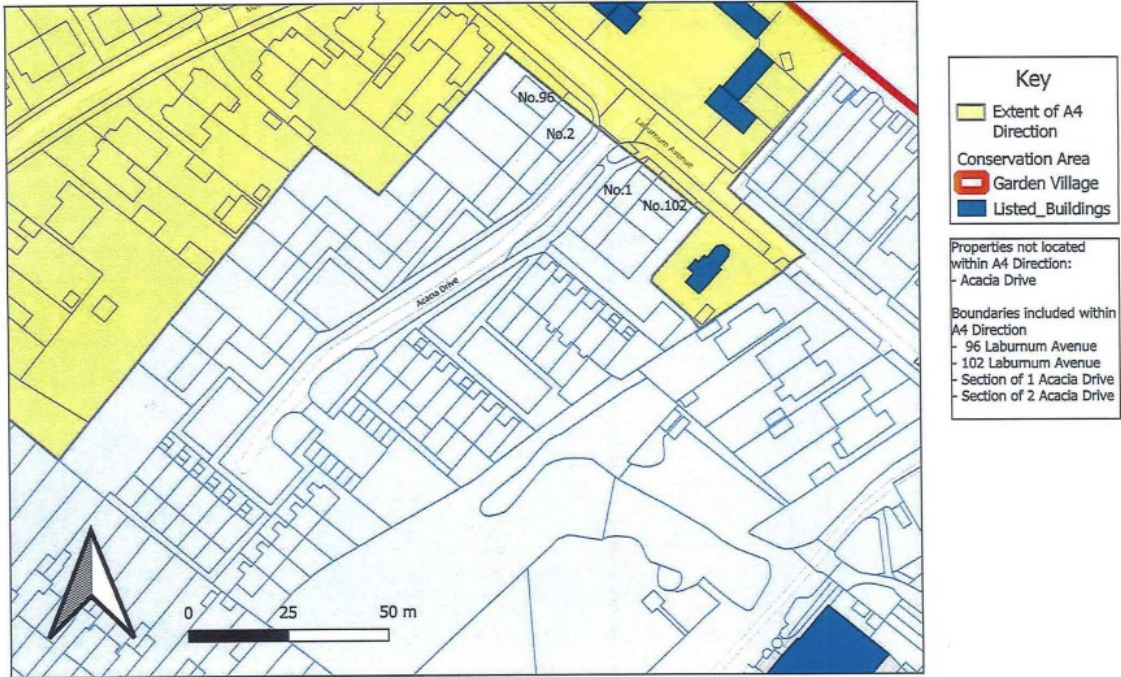 No.96
No.2
Laburnum Avenue
No.1
No.102
Acacia Drive
0 25 50 m
Key
Extent of A4
Direction
Conservation Area
Garden Village
Listed_Buildings
Properties not located
within A4 Direction:
- Acacia Drive
Boundaries included within
A4 Direction
- 96 Laburnum Avenue
- 102 Laburnum Avenue
- Section of 1 Acacia Drive
- Section of 2 Acacia Drive